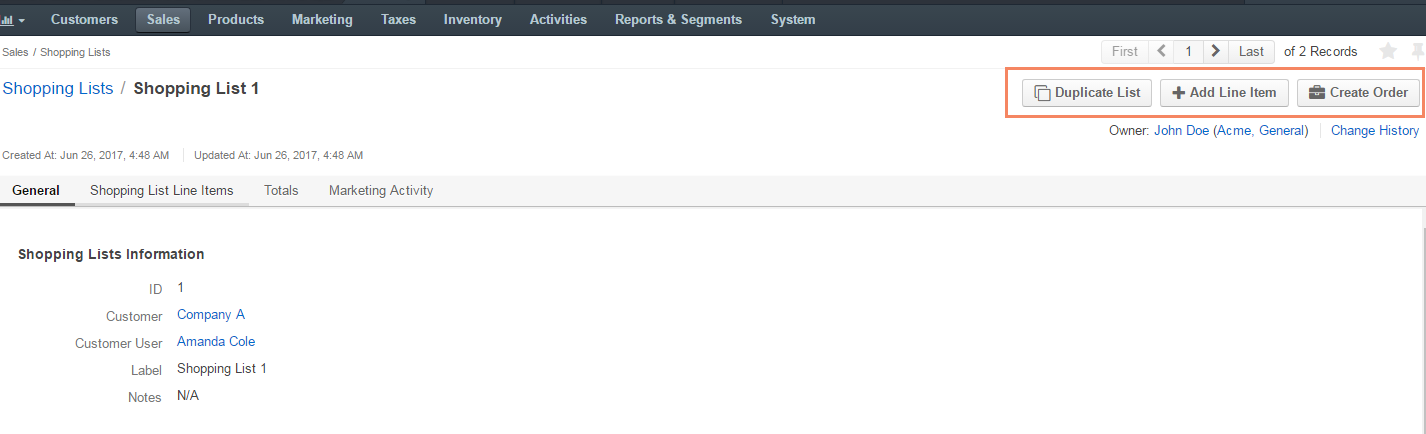 Customers Sales Products Marketing Taxes Inventory Activities Reports & Segments System
Sales / Shopping Lists First 1 Last of 2 Records
Shopping Lists / Shopping List 1 Duplicate List Add Line Item Create Order
Owner: John Doe (Acme, General) Change History
Created At: Jun 26, 2017, 4:48 AM Updated At: Jun 26, 2017, 4:48 AM
General Shopping List Line Items Totals Marketing Activity
Shopping Lists Information
ID 1
Customer Company A
Customer User Amanda Cole
Label Shopping List 1
Notes N/A